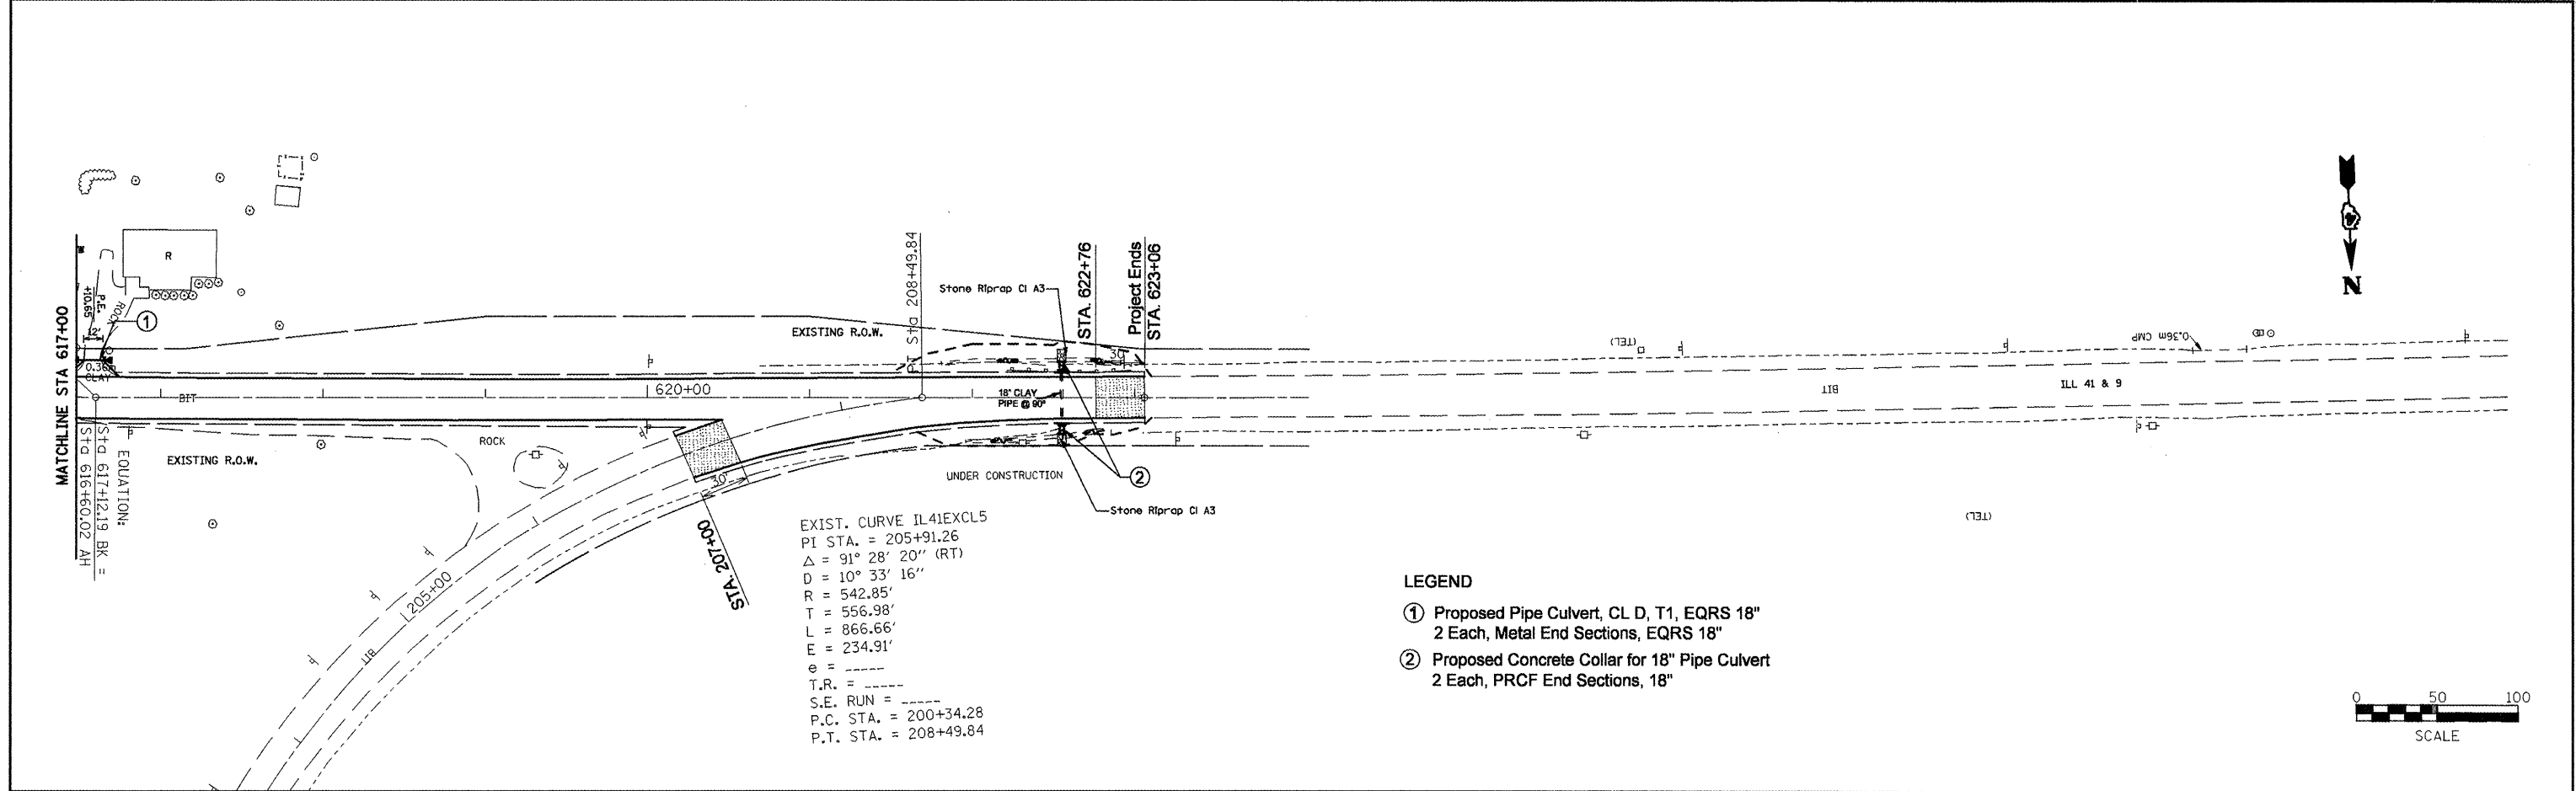 MATCHLINE STA 617+00
R
P.E.
+10.65
12'
ROCK
1
0.36m
CLAY
BIT
EQUATION:
Sta 617+12.19 BK =
Sta 616+60.02 AH
EXISTING R.O.W.
ROCK
620+00
EXISTING R.O.W.
PT Sta 208+49.84
Stone Riprap Cl A3
STA. 622+76
Project Ends
STA. 623+06
30'
18" CLAY
PIPE @ 90°
UNDER CONSTRUCTION
2
Stone Riprap Cl A3
30'
STA. 207+00
205+00
BIT
EXIST. CURVE IL41EXCL5
PI STA. = 205+91.26
Δ = 91° 28' 20" (RT)
D = 10° 33' 16"
R = 542.85'
T = 556.98'
L = 866.66'
E = 234.91'
e = -----
T.R. = -----
S.E. RUN = -----
P.C. STA. = 200+34.28
P.T. STA. = 208+49.84
(TEL)
0.36m CMP
BIT
ILL 41 & 9
(TEL)
N
LEGEND
1 Proposed Pipe Culvert, CL D, T1, EQRS 18"
2 Each, Metal End Sections, EQRS 18"
2 Proposed Concrete Collar for 18" Pipe Culvert
2 Each, PRCF End Sections, 18"
0 50 100
SCALE